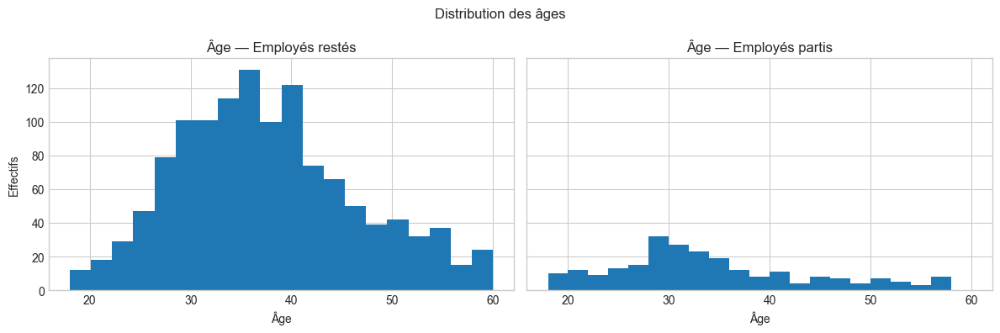 Distribution des âges
Âge — Employés restés
Âge — Employés partis
Effectifs
120
100
80
60
40
20
0
20 30 40 50 60
20 30 40 50 60
Âge
Âge